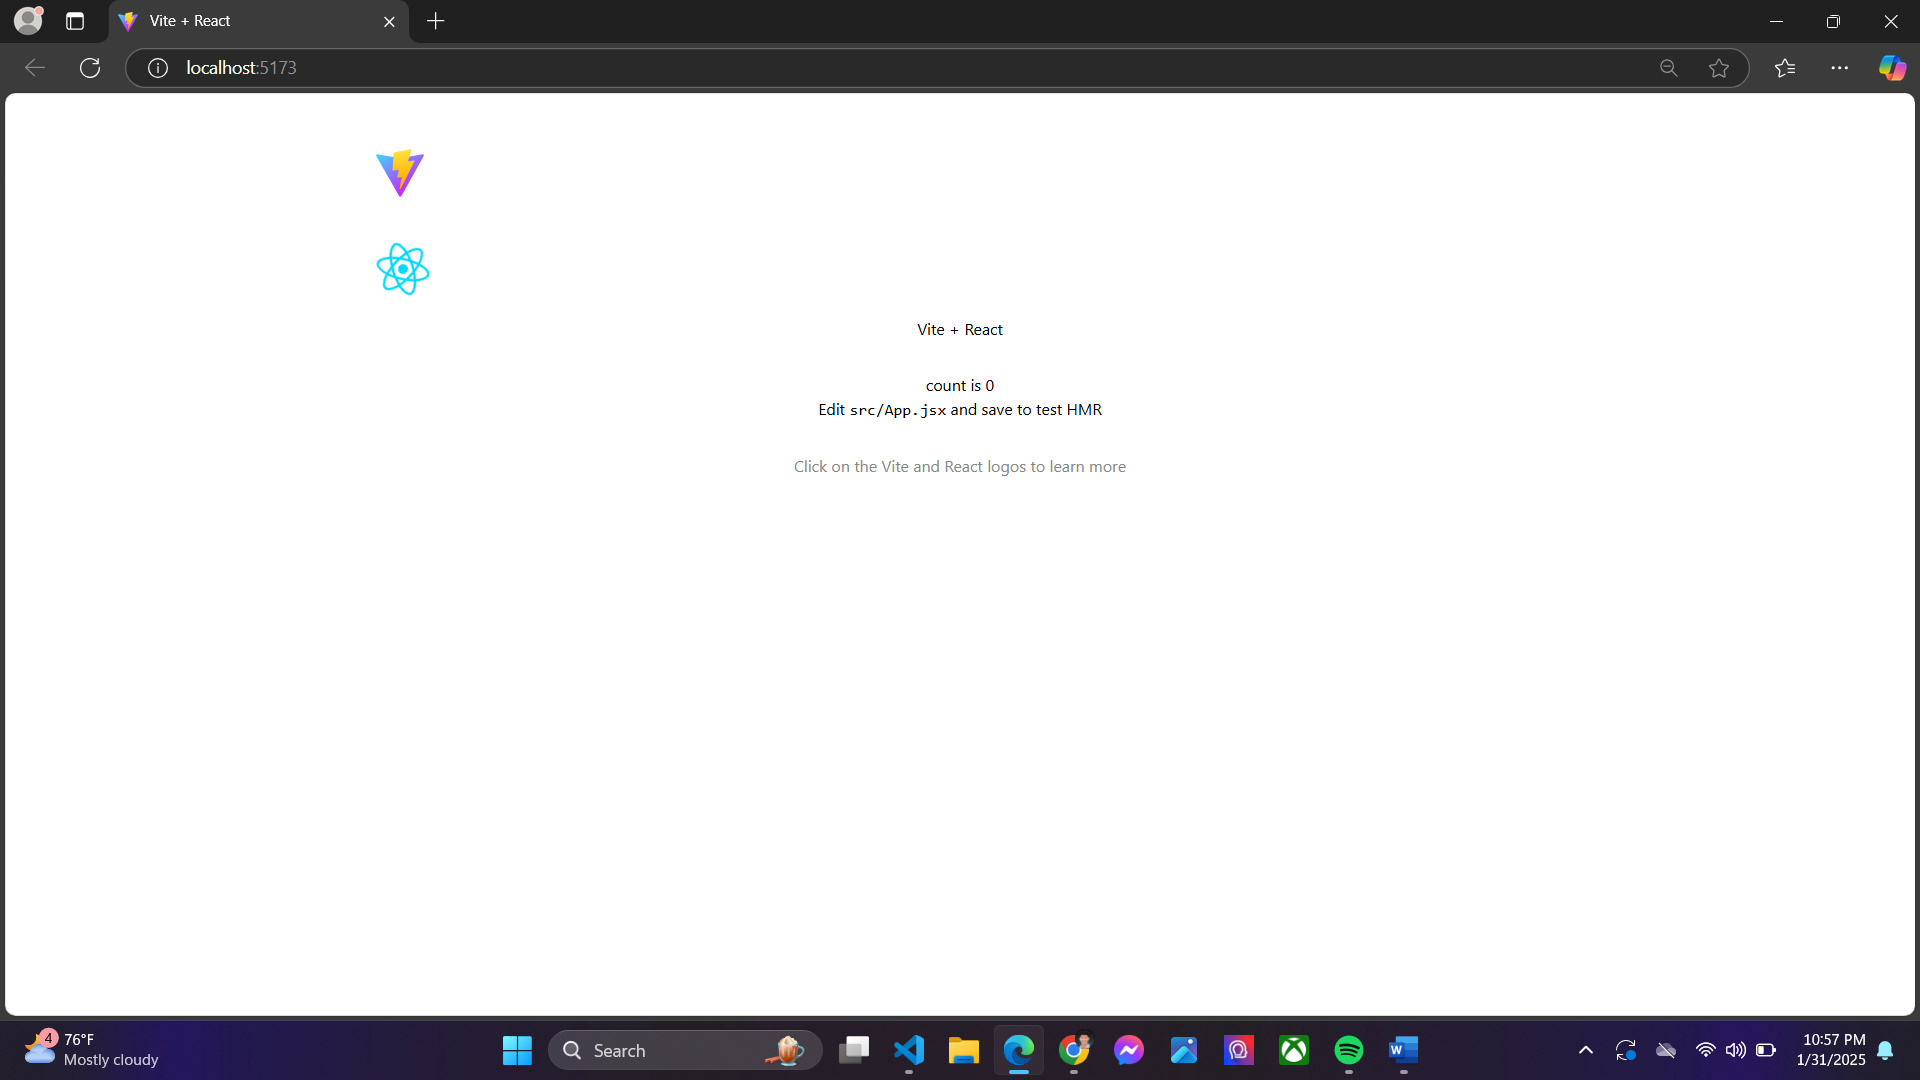 Vite + React
localhost:5173
Vite + React
count is 0
Edit src/App.jsx and save to test HMR
Click on the Vite and React logos to learn more
4
76°F
Mostly cloudy
Search
W
10:57 PM
1/31/2025